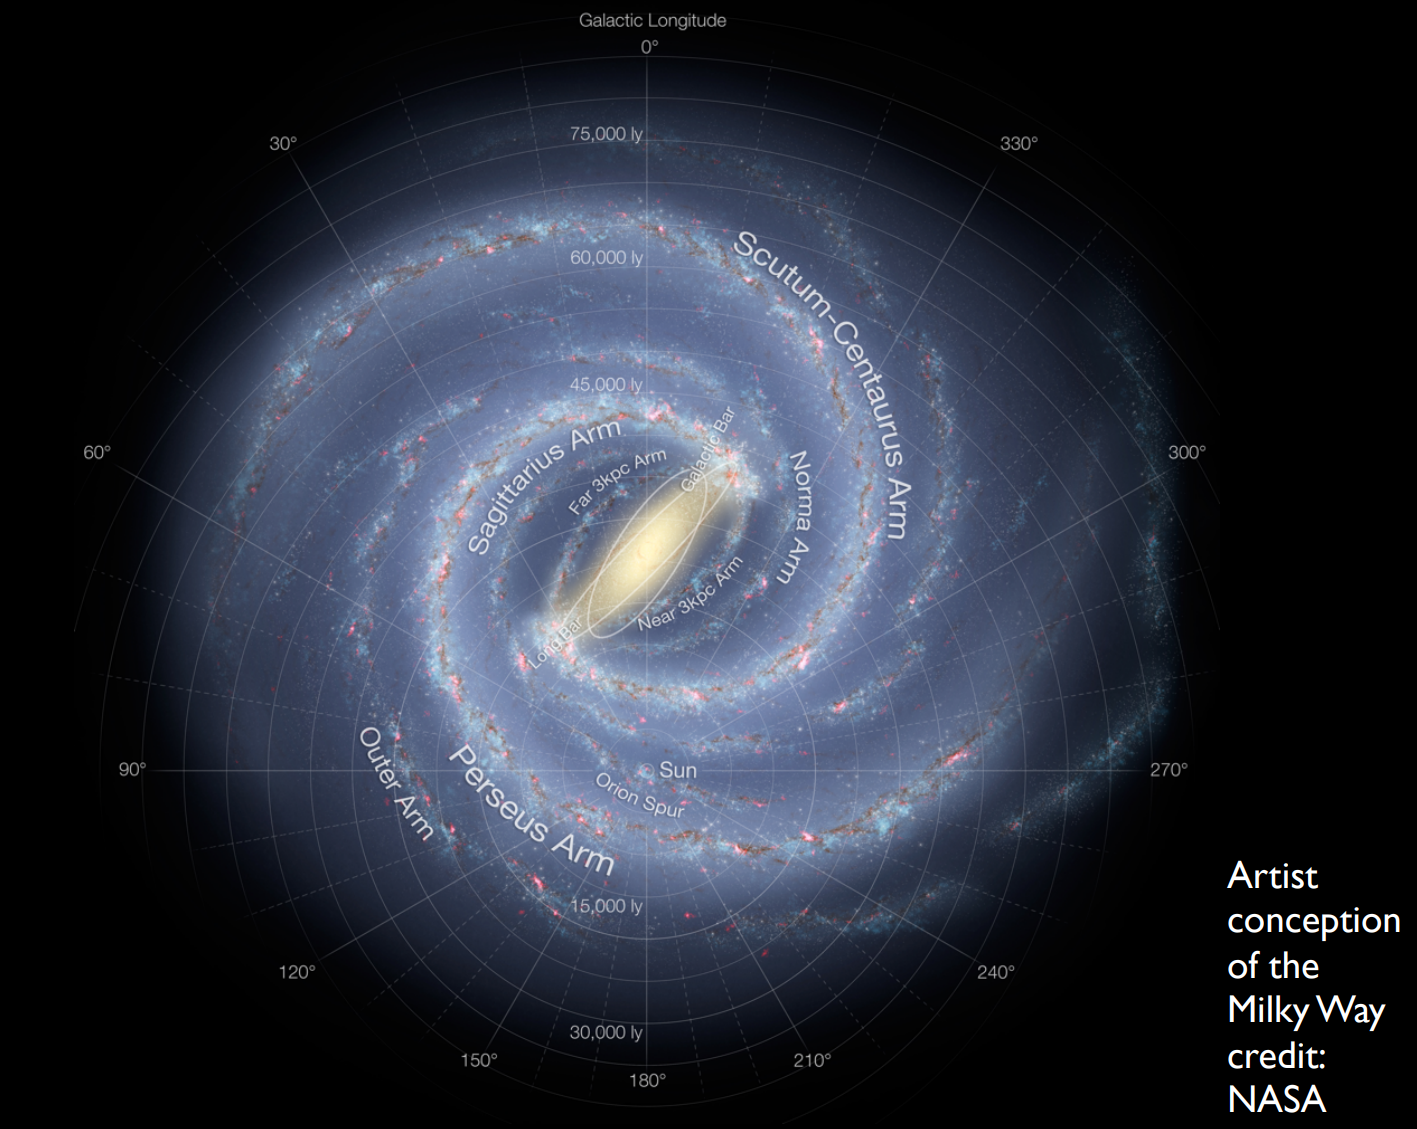 Galactic Longitude
0°
30°
330°
75,000 ly
Scutum-Centaurus Arm
60,000 ly
45,000 ly
Galactic Bar
Sagittarius Arm
Far 3kpc Arm
Norma Arm
60°
300°
Near 3kpc Arm
Long Bar
Outer Arm
Perseus Arm
90°
Sun
270°
Orion Spur
15,000 ly
120°
240°
30,000 ly
150°
210°
180°
Artist
conception
of the
Milky Way
credit:
NASA